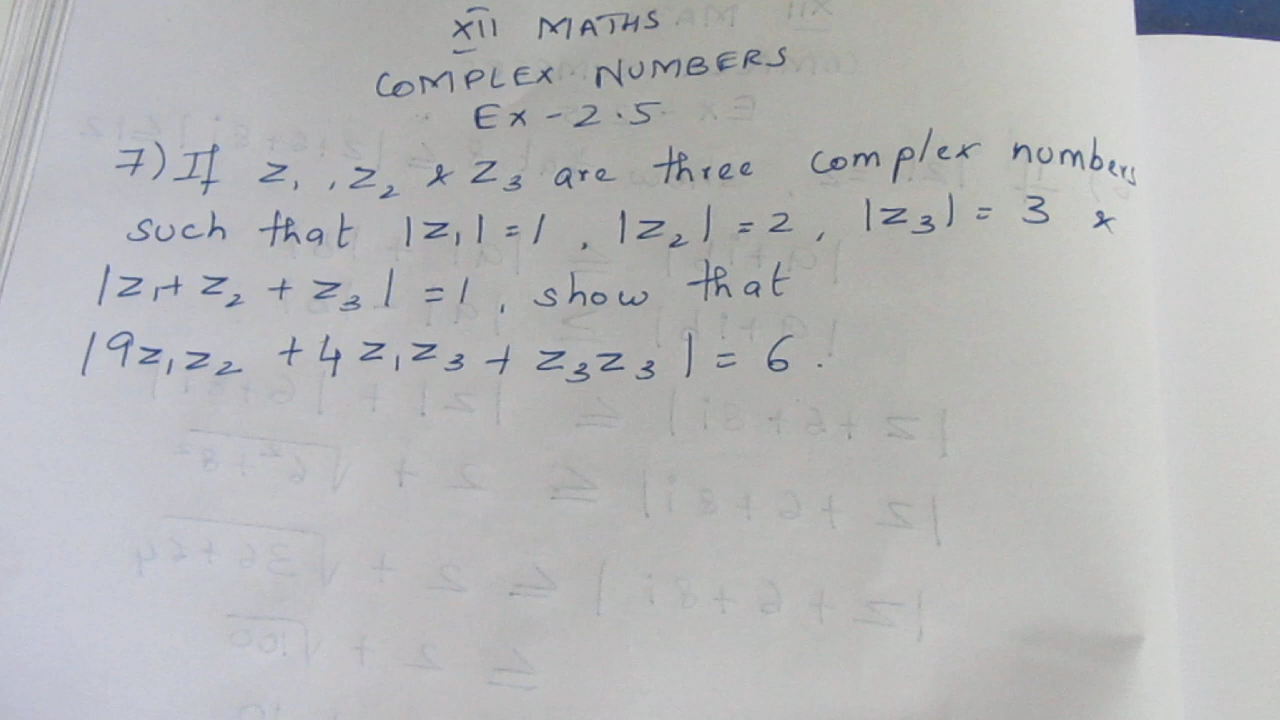 XII MATHS
COMPLEX NUMBERS
Ex - 2.5
7) If z₁, z₂ & z₃ are three complex numbers
such that |z₁| = 1, |z₂| = 2, |z₃| = 3 &
|z₁ + z₂ + z₃| = 1, show that
|9z₁z₂ + 4z₁z₃ + z₃z₃| = 6.